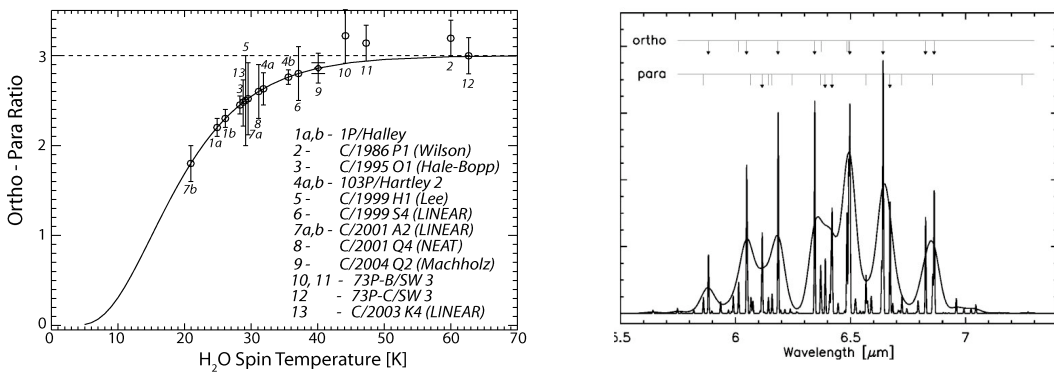 Ortho - Para Ratio
3
2
1
0
0 10 20 30 40 50 60 70
H2O Spin Temperature [K]
7b
1a
1b
13
3
5
7a
8
4a
4b
6
9
10
11
2
12
1a,b - 1P/Halley
2 - C/1986 P1 (Wilson)
3 - C/1995 O1 (Hale-Bopp)
4a,b - 103P/Hartley 2
5 - C/1999 H1 (Lee)
6 - C/1999 S4 (LINEAR)
7a,b - C/2001 A2 (LINEAR)
8 - C/2001 Q4 (NEAT)
9 - C/2004 Q2 (Machholz)
10, 11 - 73P-B/SW 3
12 - 73P-C/SW 3
13 - C/2003 K4 (LINEAR)
ortho
para
5.5 6 6.5 7
Wavelength [μm]